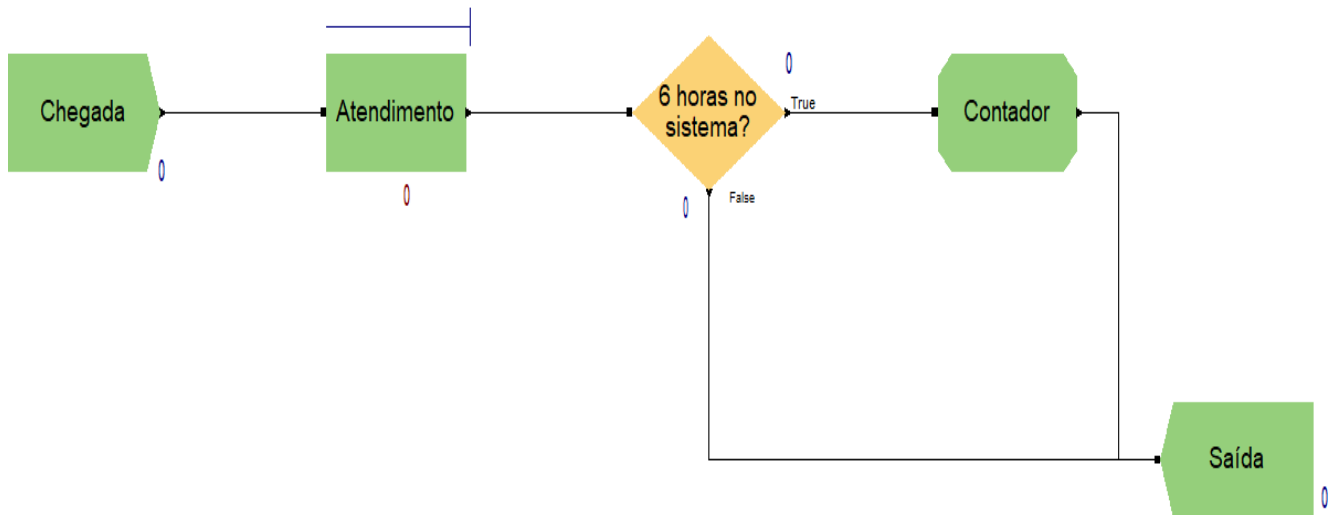 Chegada
0
Atendimento
0
6 horas no
sistema?
0
True
0
False
Contador
Saída
0